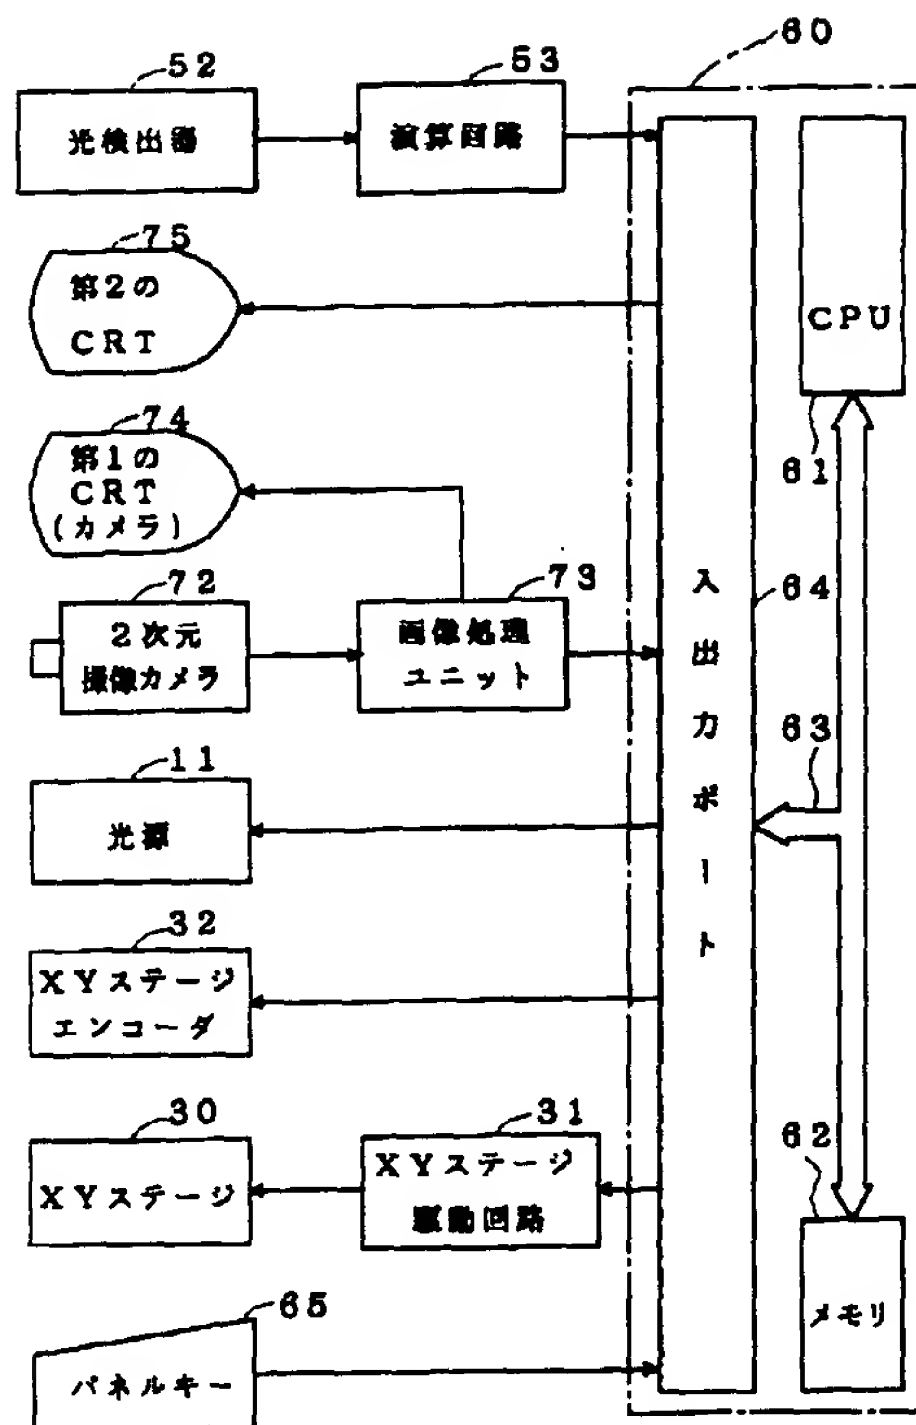 60
52
53
光検出器
演算回路
75
第2の
CRT
CPU
61
74
第1の
CRT
(カメラ)
72
2次元
撮像カメラ
73
画像処理
ユニット
入出力ポート
64
63
11
光源
32
XYステージ
エンコーダ
30
XYステージ
31
XYステージ
駆動回路
62
メモリ
65
パネルキー